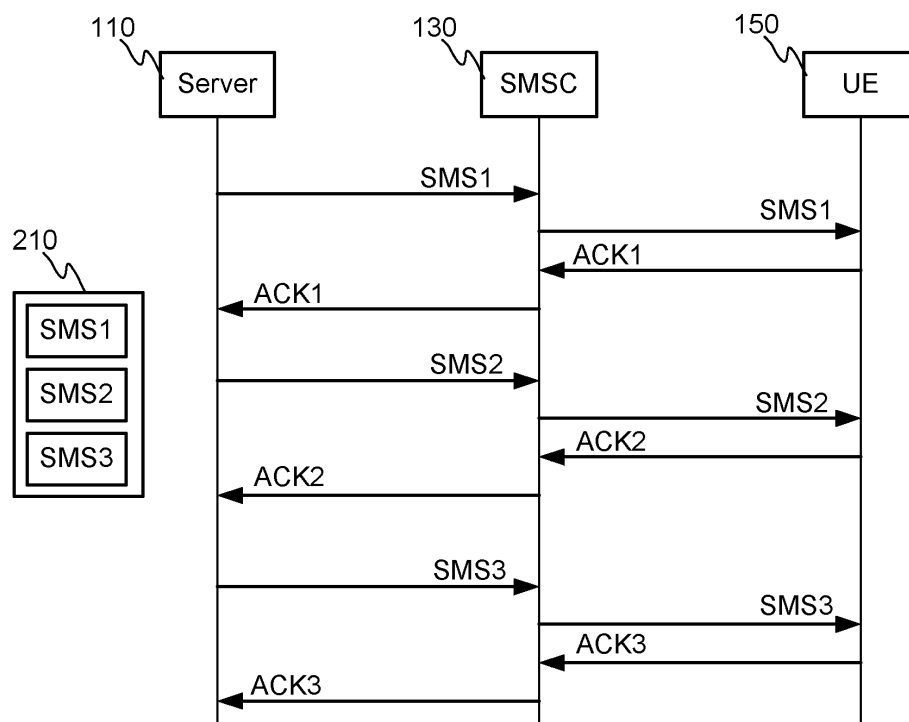 110
130
150
Server
SMSC
UE
SMS1
SMS1
210
ACK1
ACK1
SMS1
SMS2
SMS2
SMS2
ACK2
SMS3
ACK2
SMS3
SMS3
ACK3
ACK3